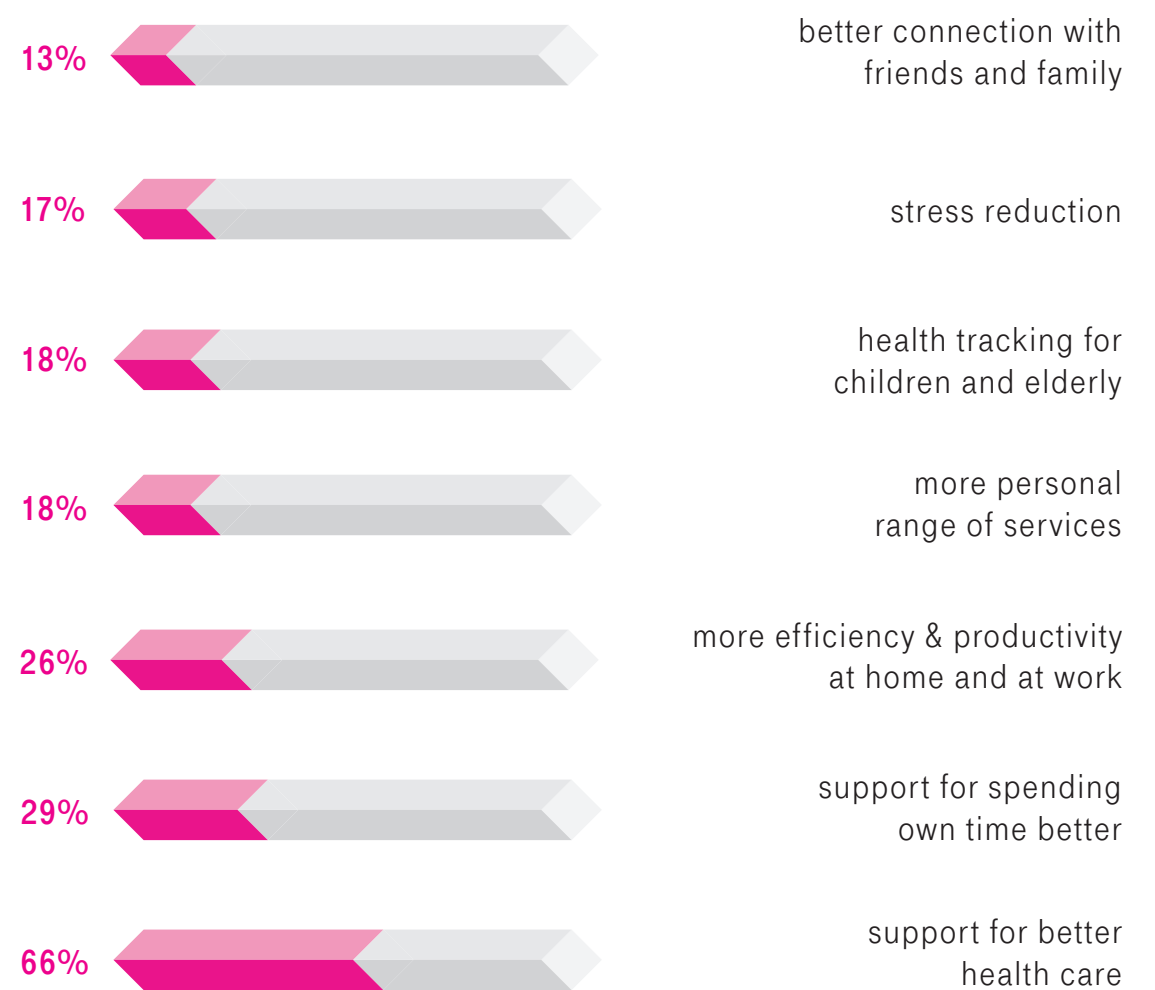 13%
better connection with
friends and family
17%
stress reduction
18%
health tracking for
children and elderly
18%
more personal
range of services
26%
more efficiency & productivity
at home and at work
29%
support for spending
own time better
66%
support for better
health care